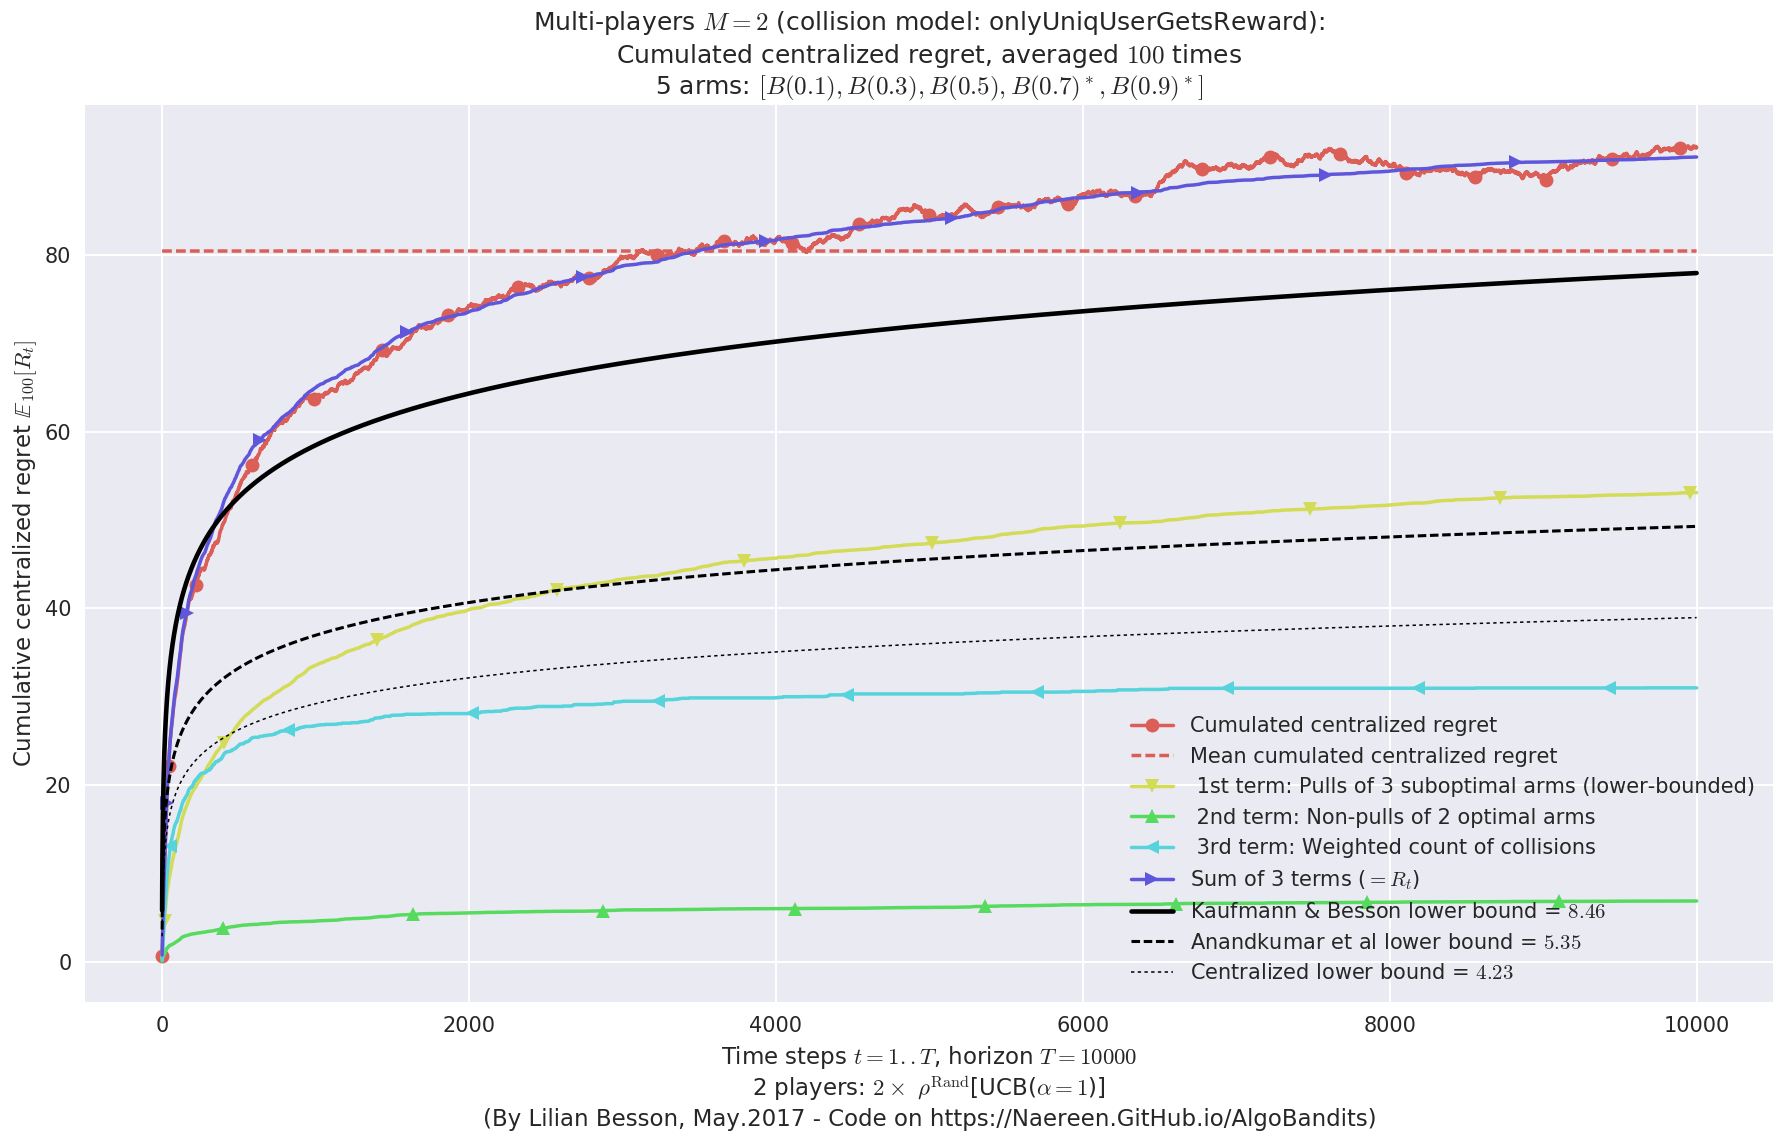 Multi-players M = 2 (collision model: onlyUniqUserGetsReward):
Cumulated centralized regret, averaged 100 times
5 arms: [B(0.1), B(0.3), B(0.5), B(0.7)*, B(0.9)*]
Cumulative centralized regret 𝔼₁₀₀[Rₜ]
80
60
40
20
0
Cumulated centralized regret
Mean cumulated centralized regret
1st term: Pulls of 3 suboptimal arms (lower-bounded)
2nd term: Non-pulls of 2 optimal arms
3rd term: Weighted count of collisions
Sum of 3 terms (= Rₜ)
Kaufmann & Besson lower bound = 8.46
Anandkumar et al lower bound = 5.35
Centralized lower bound = 4.23
0 2000 4000 6000 8000 10000
Time steps t = 1..T, horizon T = 10000
2 players: 2 × ρ^Rand[UCB(α = 1)]
(By Lilian Besson, May.2017 - Code on https://Naereen.GitHub.io/AlgoBandits)